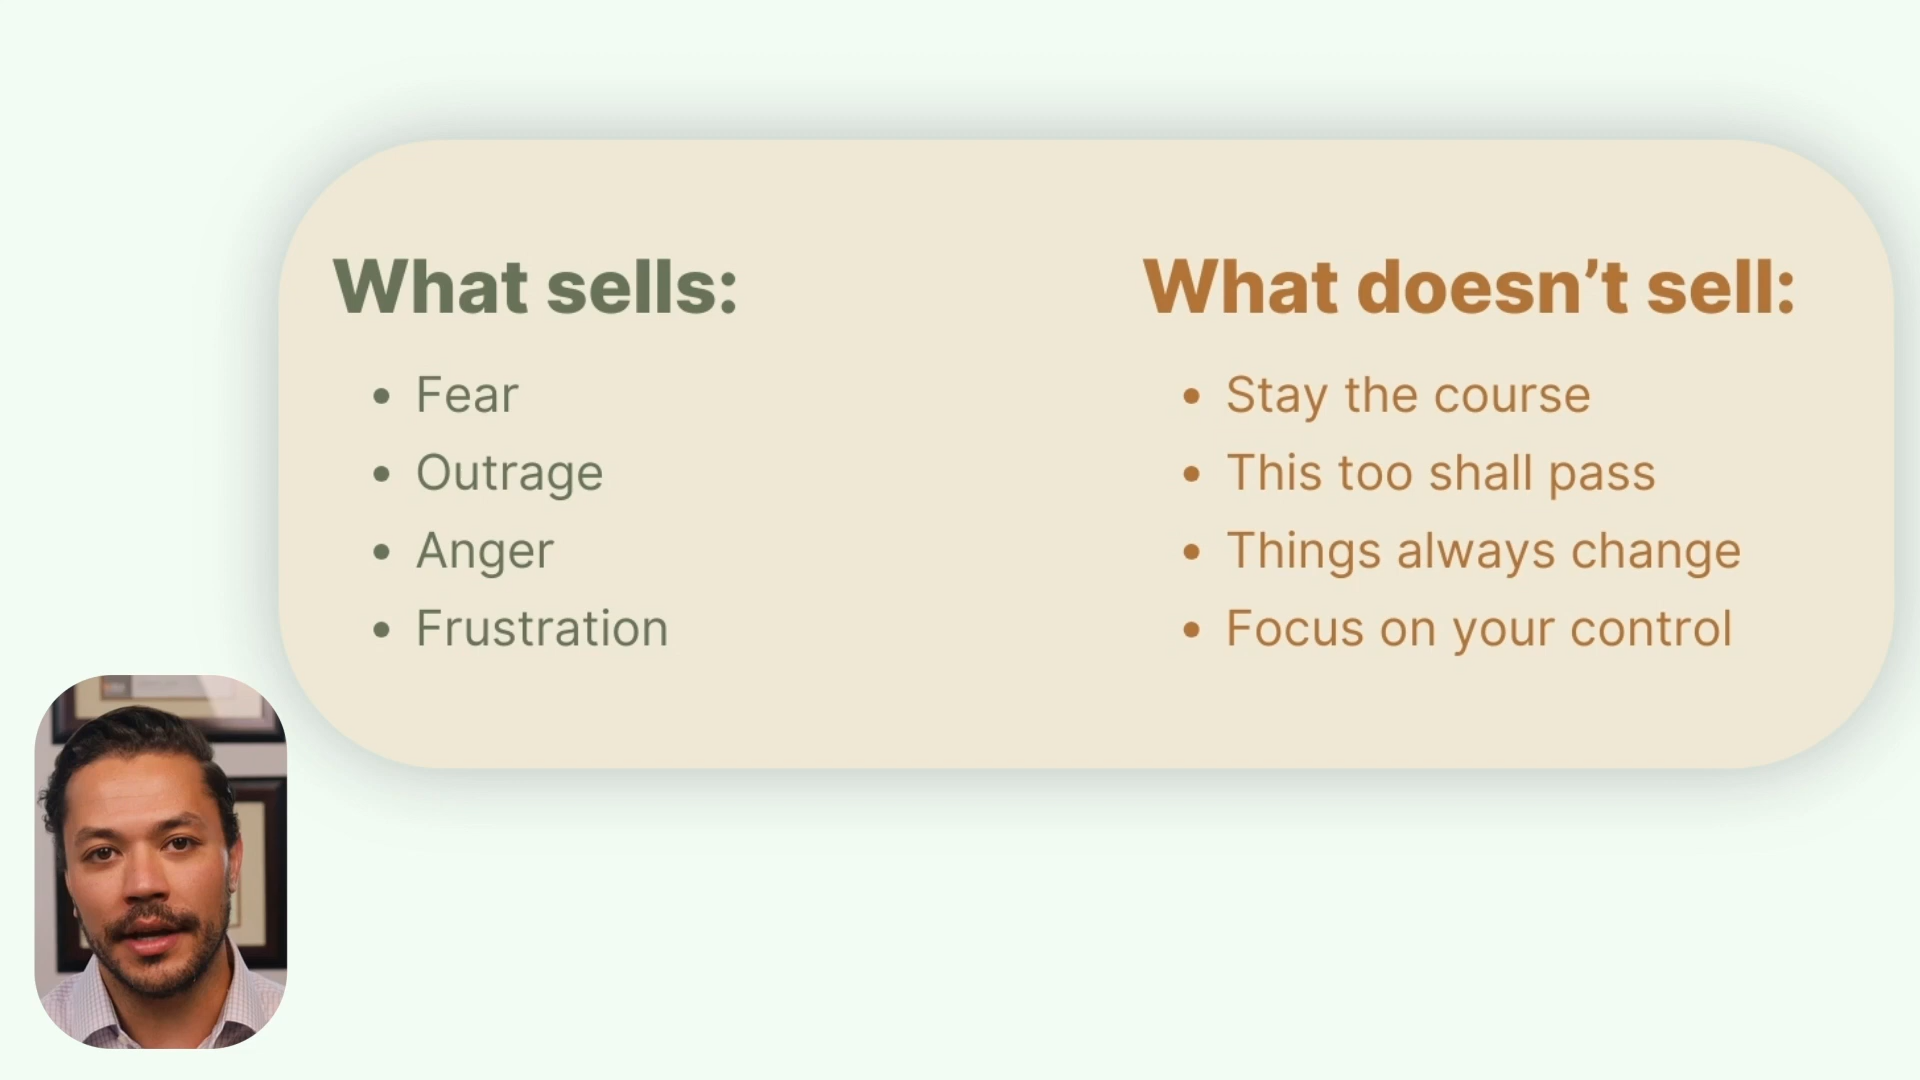 What sells:
• Fear
• Outrage
• Anger
• Frustration
What doesn’t sell:
• Stay the course
• This too shall pass
• Things always change
• Focus on your control